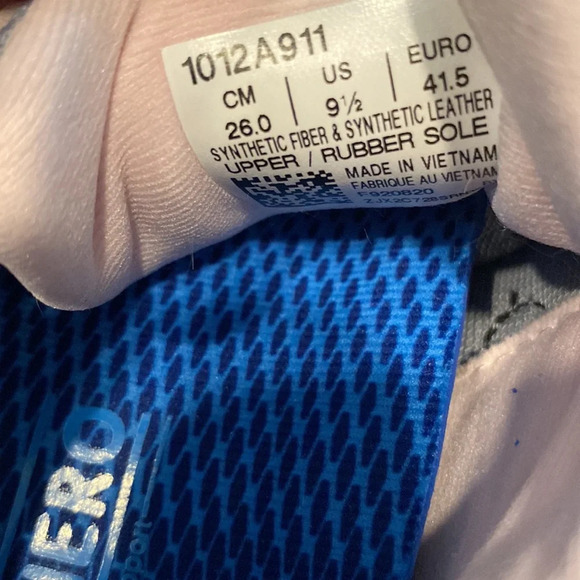 1012A911
CM | US | EURO
26.0 | 9½ | 41.5
SYNTHETIC FIBER & SYNTHETIC LEATHER
UPPER / RUBBER SOLE
MADE IN VIETNAM
FABRIQUE AU VIETNAM
F920820
HERO